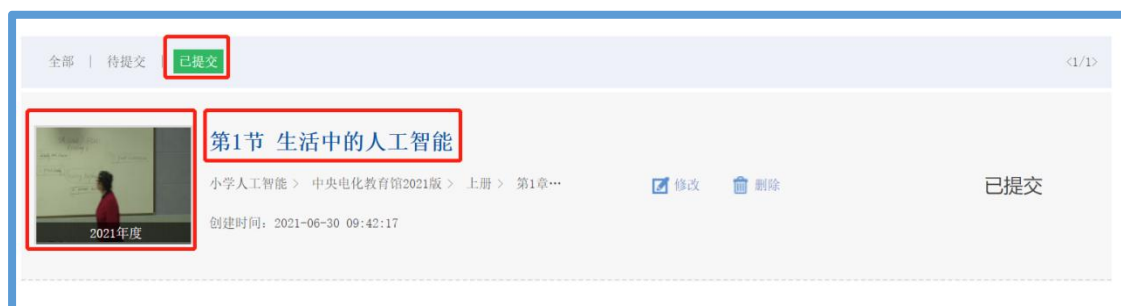 全部 | 待提交 | 已提交 <1/1>
第1节 生活中的人工智能
小学人工智能 > 中央电化教育馆2021版 > 上册 > 第1章… 修改 删除 已提交
创建时间：2021-06-30 09:42:17
2021年度